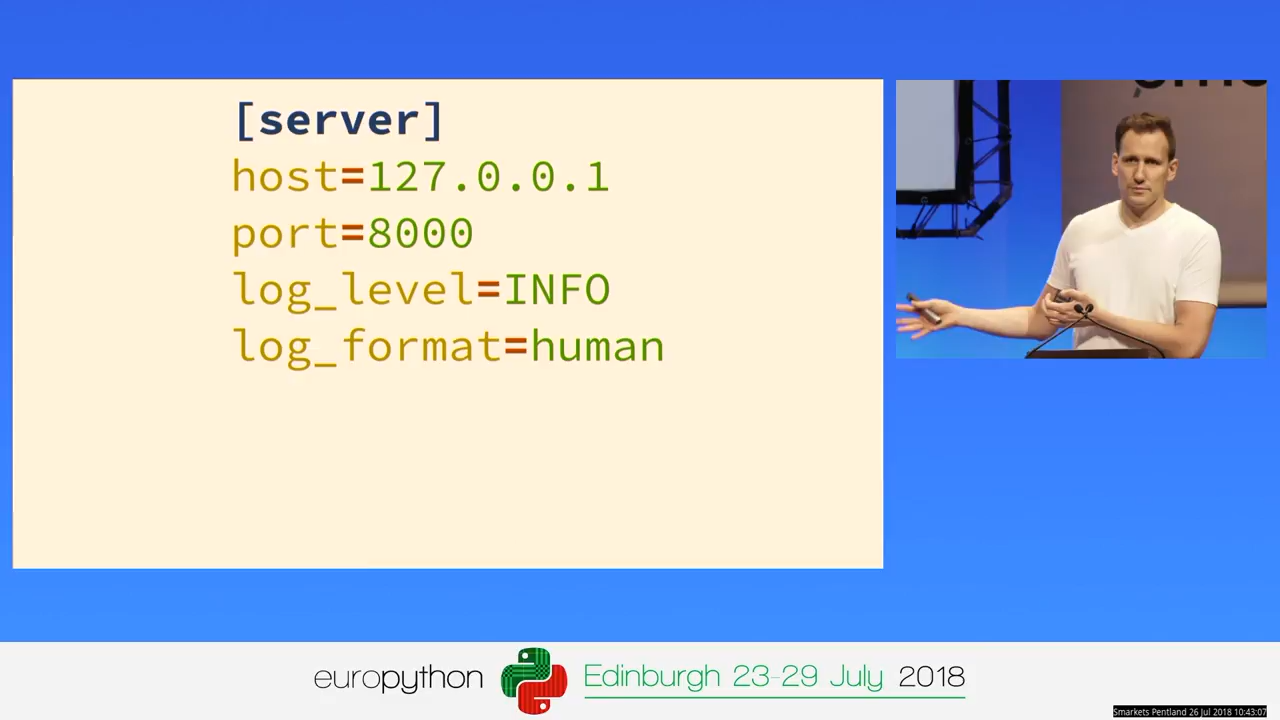 [server]
host=127.0.0.1
port=8000
log_level=INFO
log_format=human
europython Edinburgh 23-29 July 2018
Smarkets Pentland 26 Jul 2018 10:43:07